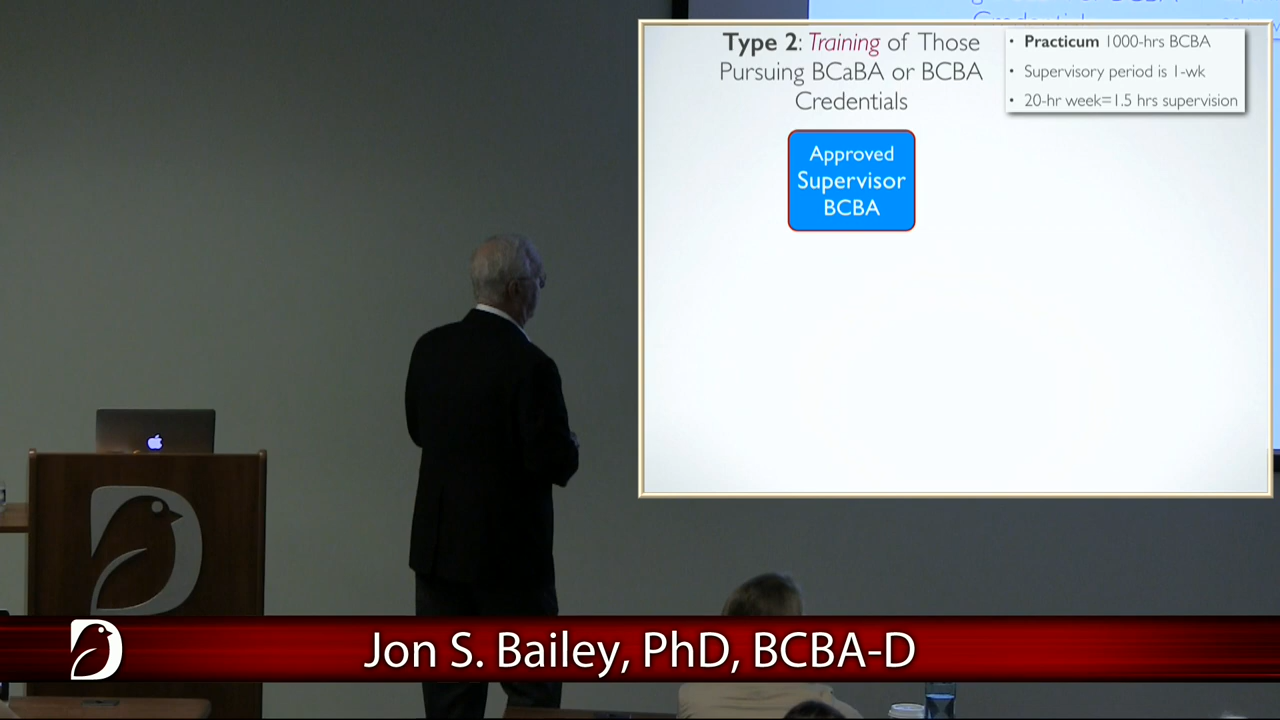 Type 2: Training of Those
Pursuing BCaBA or BCBA
Credentials
• Practicum 1000-hrs BCBA
• Supervisory period is 1-wk
• 20-hr week=1.5 hrs supervision
Approved
Supervisor
BCBA
Jon S. Bailey, PhD, BCBA-D